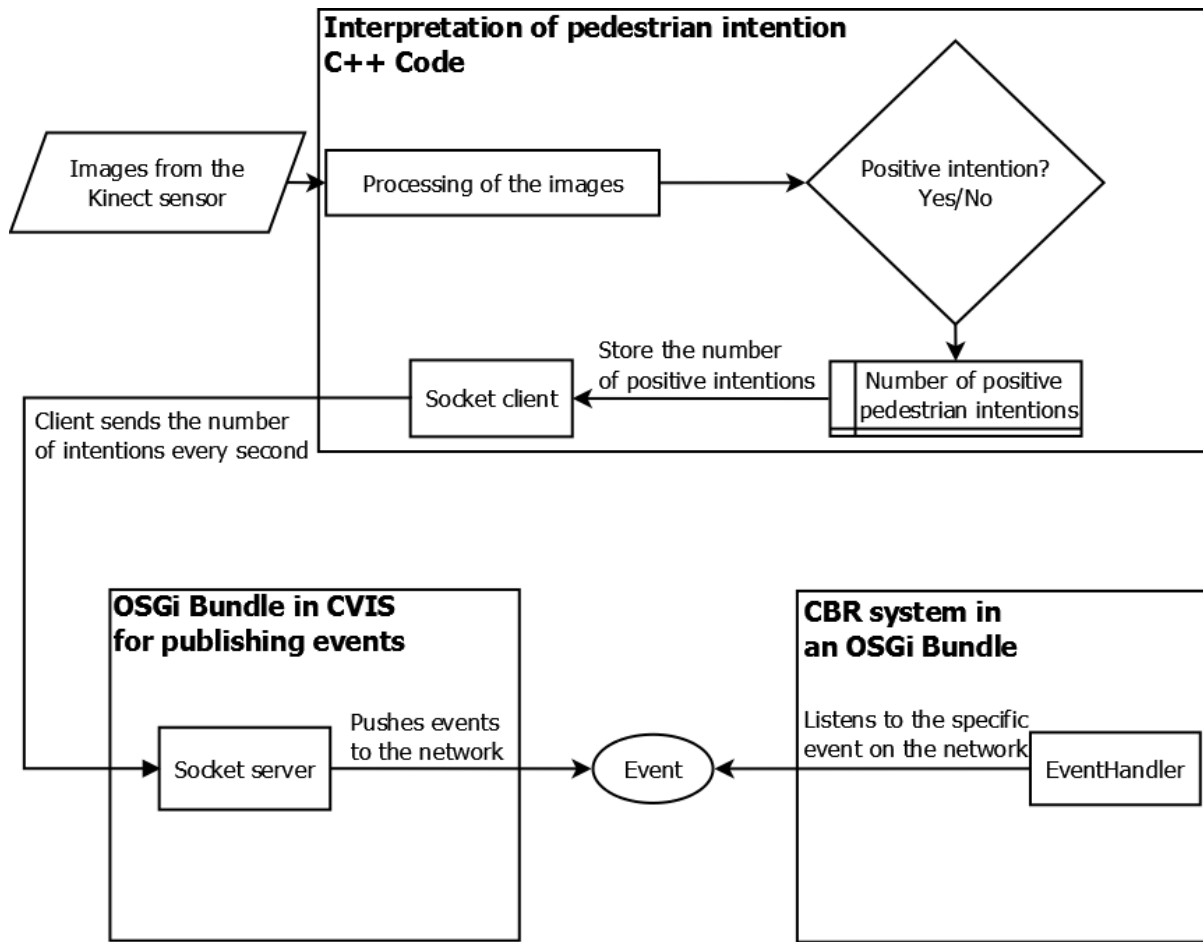 Interpretation of pedestrian intention
C++ Code
Images from the
Kinect sensor
Processing of the images
Positive intention?
Yes/No
Store the number
of positive intentions
Number of positive
pedestrian intentions
Socket client
Client sends the number
of intentions every second
OSGi Bundle in CVIS
for publishing events
Socket server
Pushes events
to the network
Event
CBR system in
an OSGi Bundle
Listens to the specific
event on the network
EventHandler